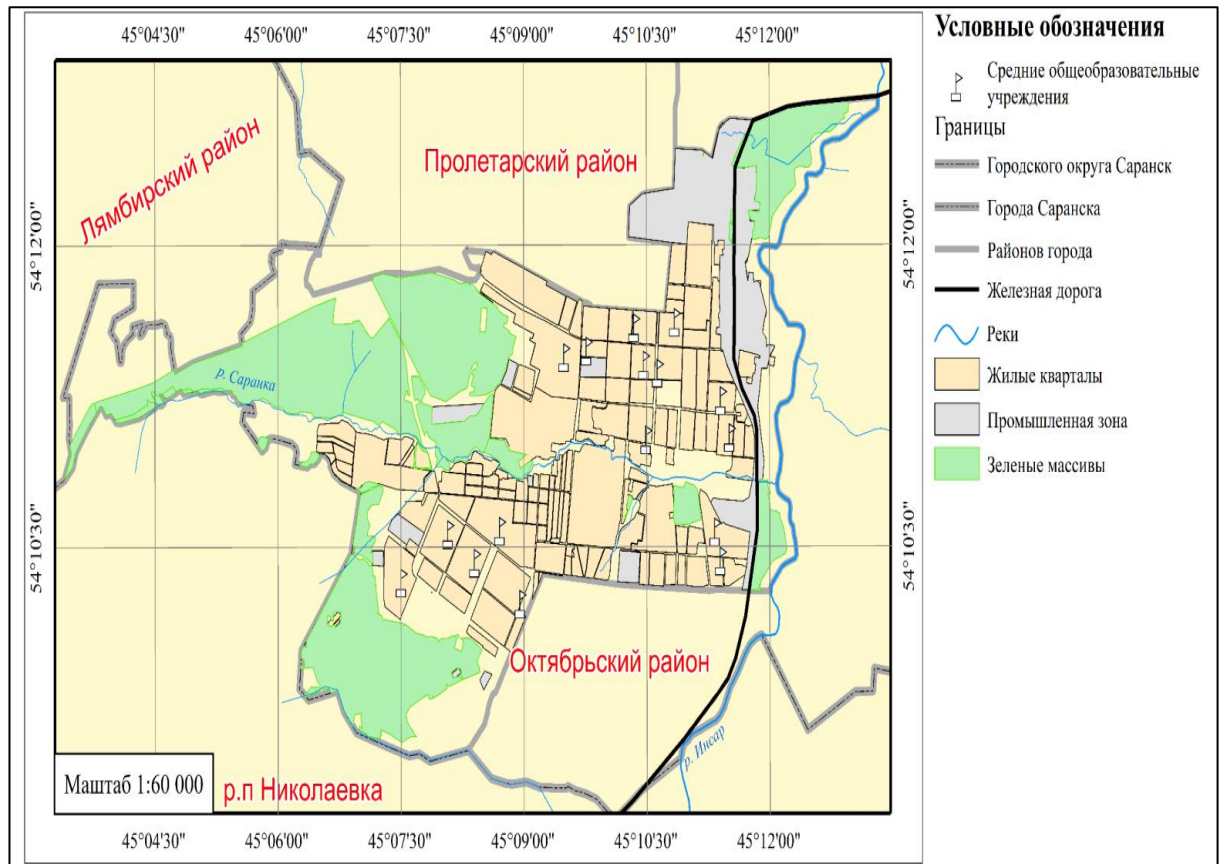 45°04'30" 45°06'00" 45°07'30" 45°09'00" 45°10'30" 45°12'00"
Условные обозначения
Средние общеобразовательные
учреждения
Границы
Городского округа Саранск
Города Саранска
Районов города
Железная дорога
Реки
Жилые кварталы
Промышленная зона
Зеленые массивы
Лямбирский район
Пролетарский район
54°12'00"
54°12'00"
р. Саранка
54°10'30"
54°10'30"
Октябрьский район
р. Инсар
Маштаб 1:60 000
р.п Николаевка
45°04'30" 45°06'00" 45°07'30" 45°09'00" 45°10'30" 45°12'00"